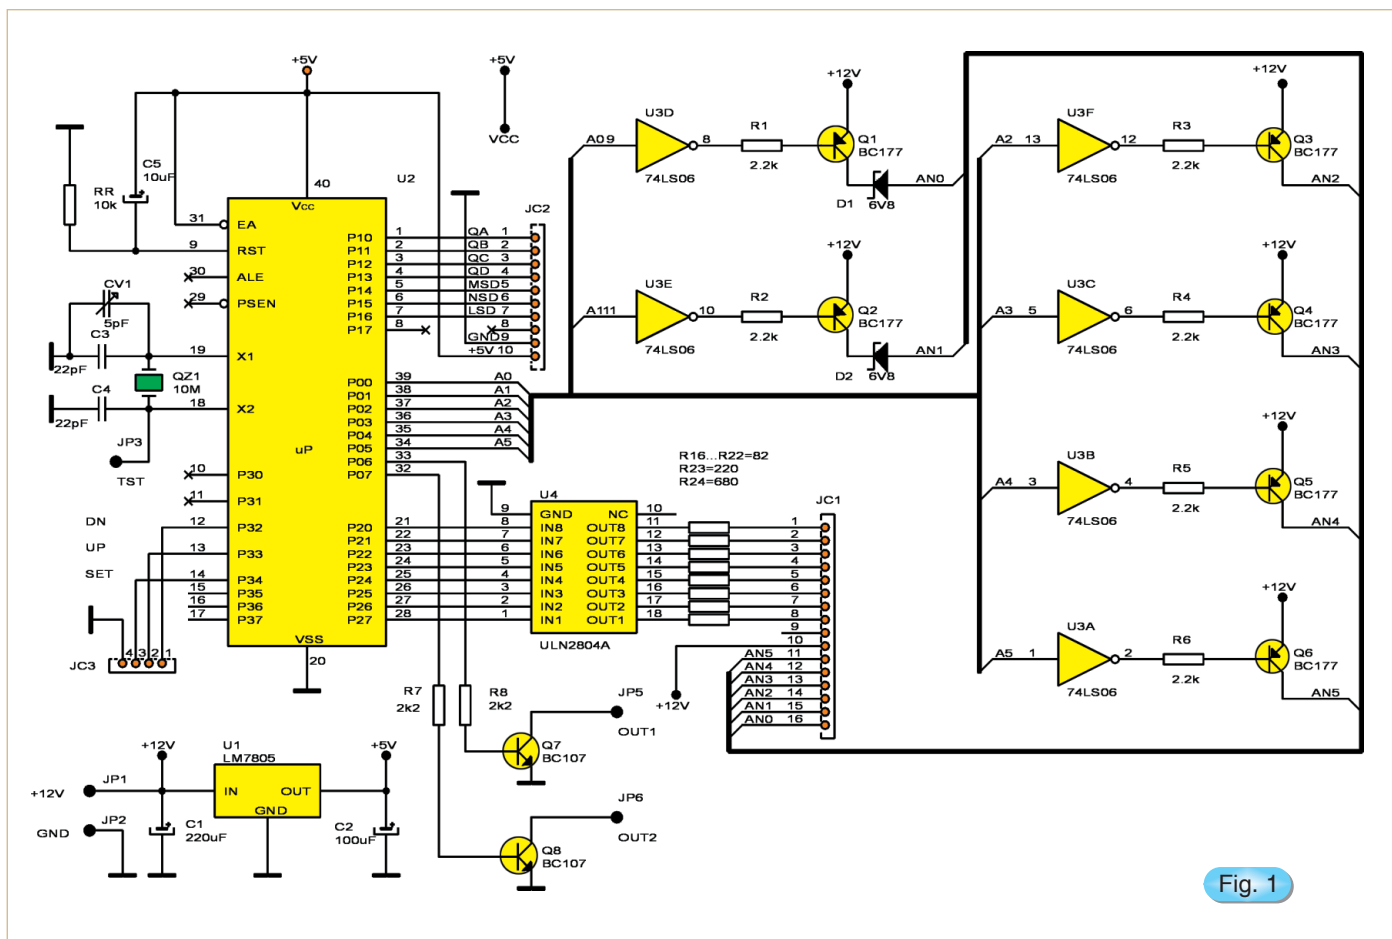 +5V
+5V
VCC
C5
10uF
RR
10k
40
U2
Vcc
31
EA
9
RST
30
ALE
29
PSEN
CV1
5pF
C3
22pF
19
X1
QZ1
10M
C4
22pF
18
X2
JP3
TST
uP
10
P30
11
P31
DN
12
P32
UP
13
P33
SET
14
P34
15
P35
16
P36
17
P37
VSS
20
4 3 2 1
JC3
P10 1 QA 1
P11 2 QB 2
P12 3 QC 3
P13 4 QD 4
P14 5 MSD 5
P15 6 NSD 6
P16 7 LSD 7
P17 8 8
GND 9
+5V 10
JC2
P00 39 A0
P01 38 A1
P02 37 A2
P03 36 A3
P04 35 A4
P05 34 A5
P06 33
P07 32
P20 21
P21 22
P22 23
P23 24
P24 25
P25 26
P26 27
P27 28
U4
9 GND NC 10
8 IN8 OUT8 11
7 IN7 OUT7 12
6 IN6 OUT6 13
5 IN5 OUT5 14
4 IN4 OUT4 15
3 IN3 OUT3 16
2 IN2 OUT2 17
1 IN1 OUT1 18
ULN2804A
R16...R22=82
R23=220
R24=680
JC1
1
2
3
4
5
6
7
8
9
10
AN5 11
AN4 12
AN3 13
AN2 14
AN1 15
AN0 16
+12V
R7
2k2
R8
2k2
Q7
BC107
JP5
OUT1
Q8
BC107
JP6
OUT2
+12V
U1
LM7805
+5V
JP1
+12V
IN
OUT
GND
JP2
GND
C1
220uF
C2
100uF
U3D
A0 9
8
74LS06
R1
2.2k
+12V
Q1
BC177
D1
6V8
AN0
U3E
A1 11
10
74LS06
R2
2.2k
+12V
Q2
BC177
D2
6V8
AN1
U3F
A2 13
12
74LS06
R3
2.2k
+12V
Q3
BC177
AN2
U3C
A3 5
6
74LS06
R4
2.2k
+12V
Q4
BC177
AN3
U3B
A4 3
4
74LS06
R5
2.2k
+12V
Q5
BC177
AN4
U3A
A5 1
2
74LS06
R6
2.2k
+12V
Q6
BC177
AN5
Fig. 1